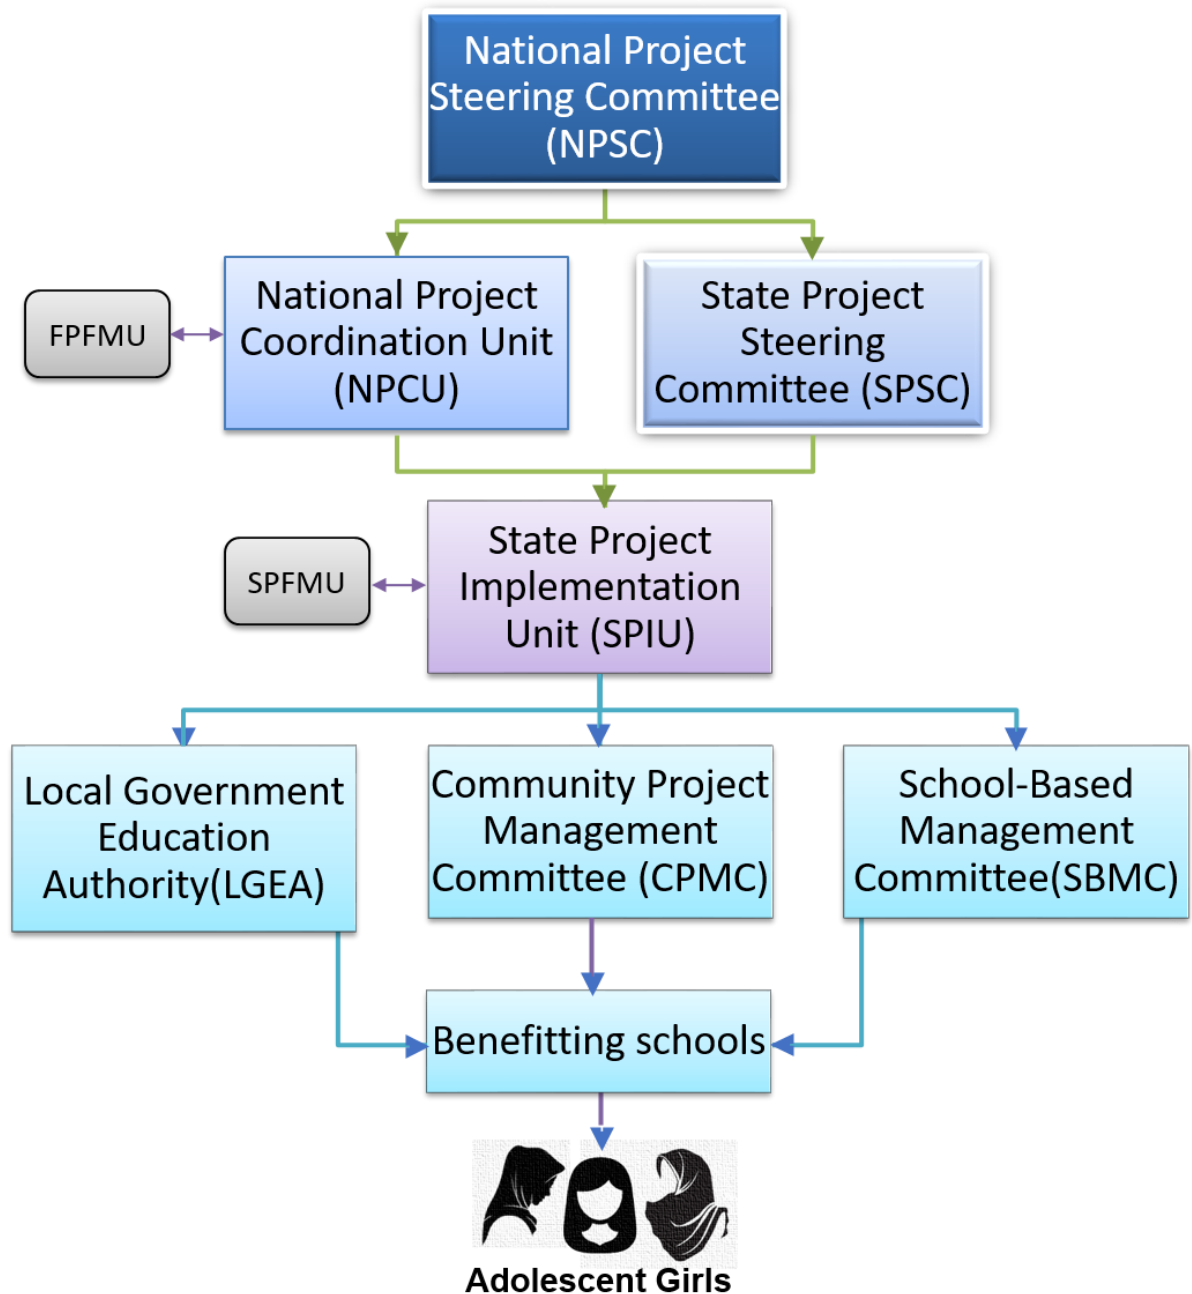 National Project
Steering Committee
(NPSC)
FPFMU
National Project
Coordination Unit
(NPCU)
State Project
Steering
Committee (SPSC)
SPFMU
State Project
Implementation
Unit (SPIU)
Local Government
Education
Authority(LGEA)
Community Project
Management
Committee (CPMC)
School-Based
Management
Committee(SBMC)
Benefitting schools
Adolescent Girls